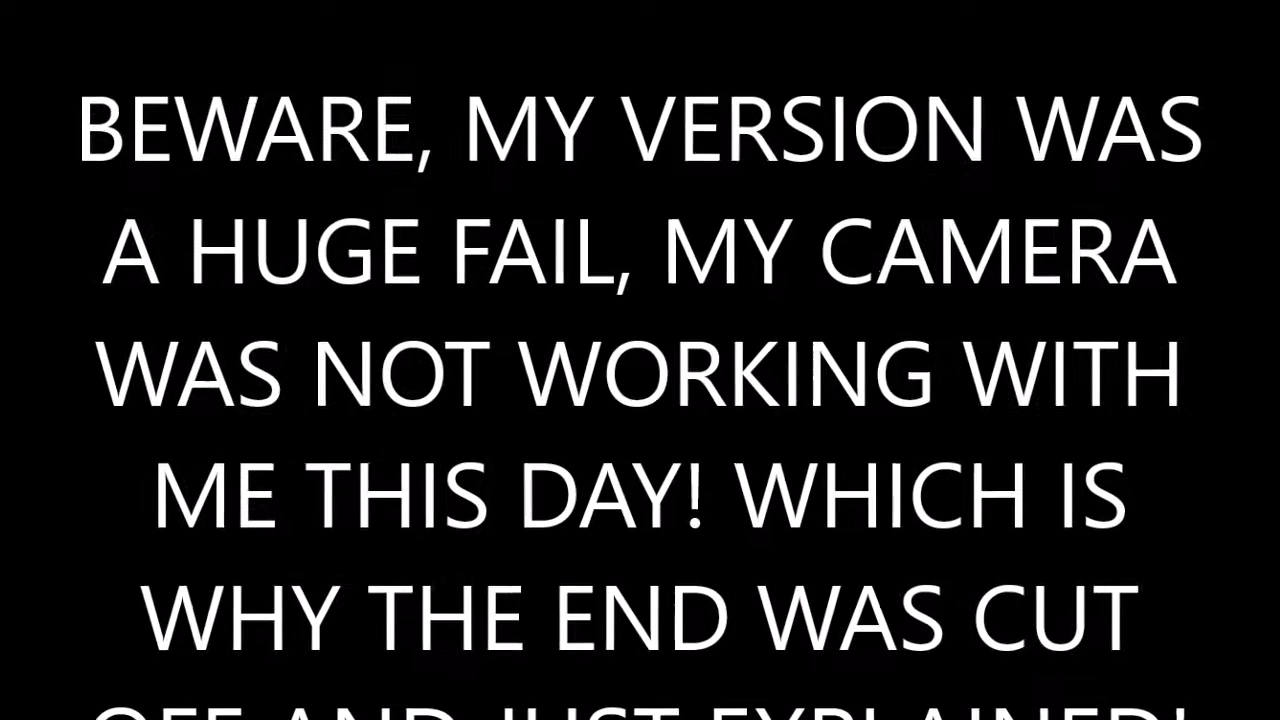 BEWARE, MY VERSION WAS
A HUGE FAIL, MY CAMERA
WAS NOT WORKING WITH
ME THIS DAY! WHICH IS
WHY THE END WAS CUT
OFF AND JUST EXPLAINED!